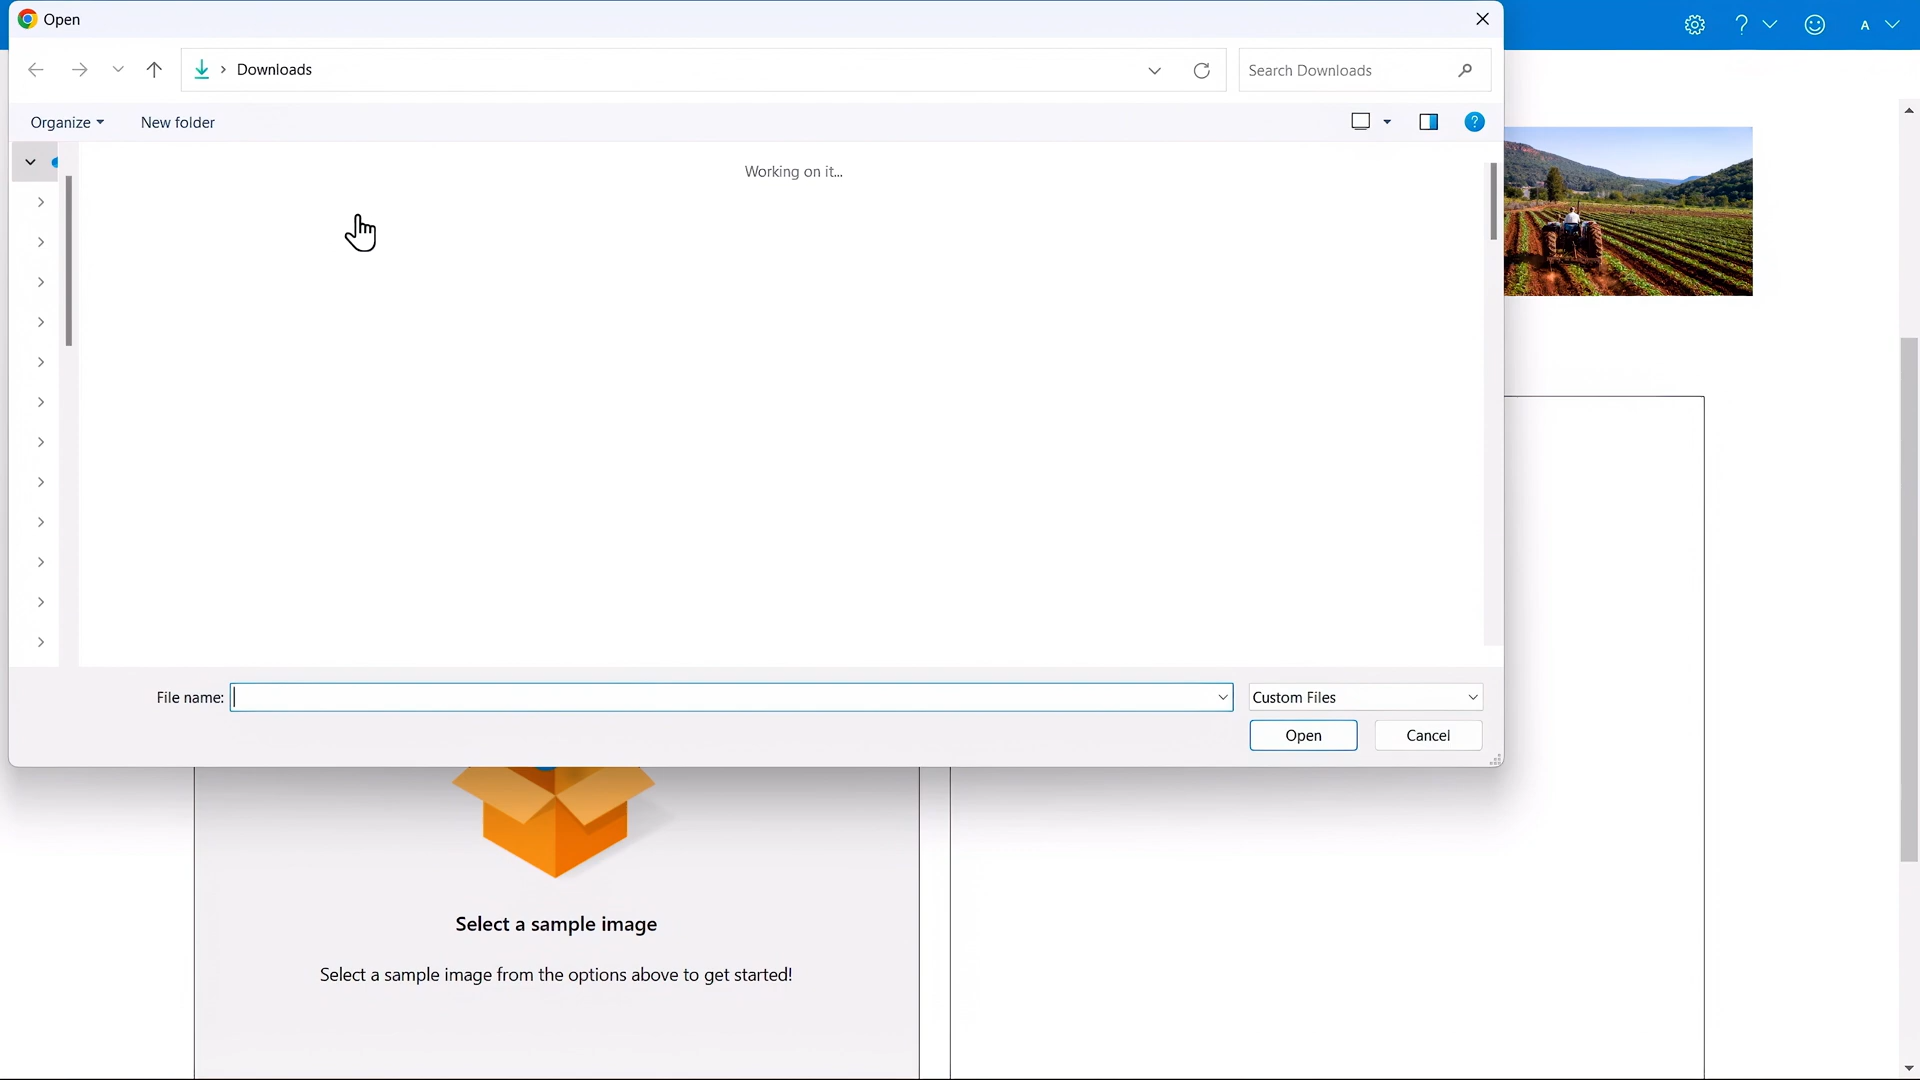 Open
Downloads
Search Downloads
Organize
New folder
Working on it...
File name:
Custom Files
Open
Cancel
A
Select a sample image
Select a sample image from the options above to get started!